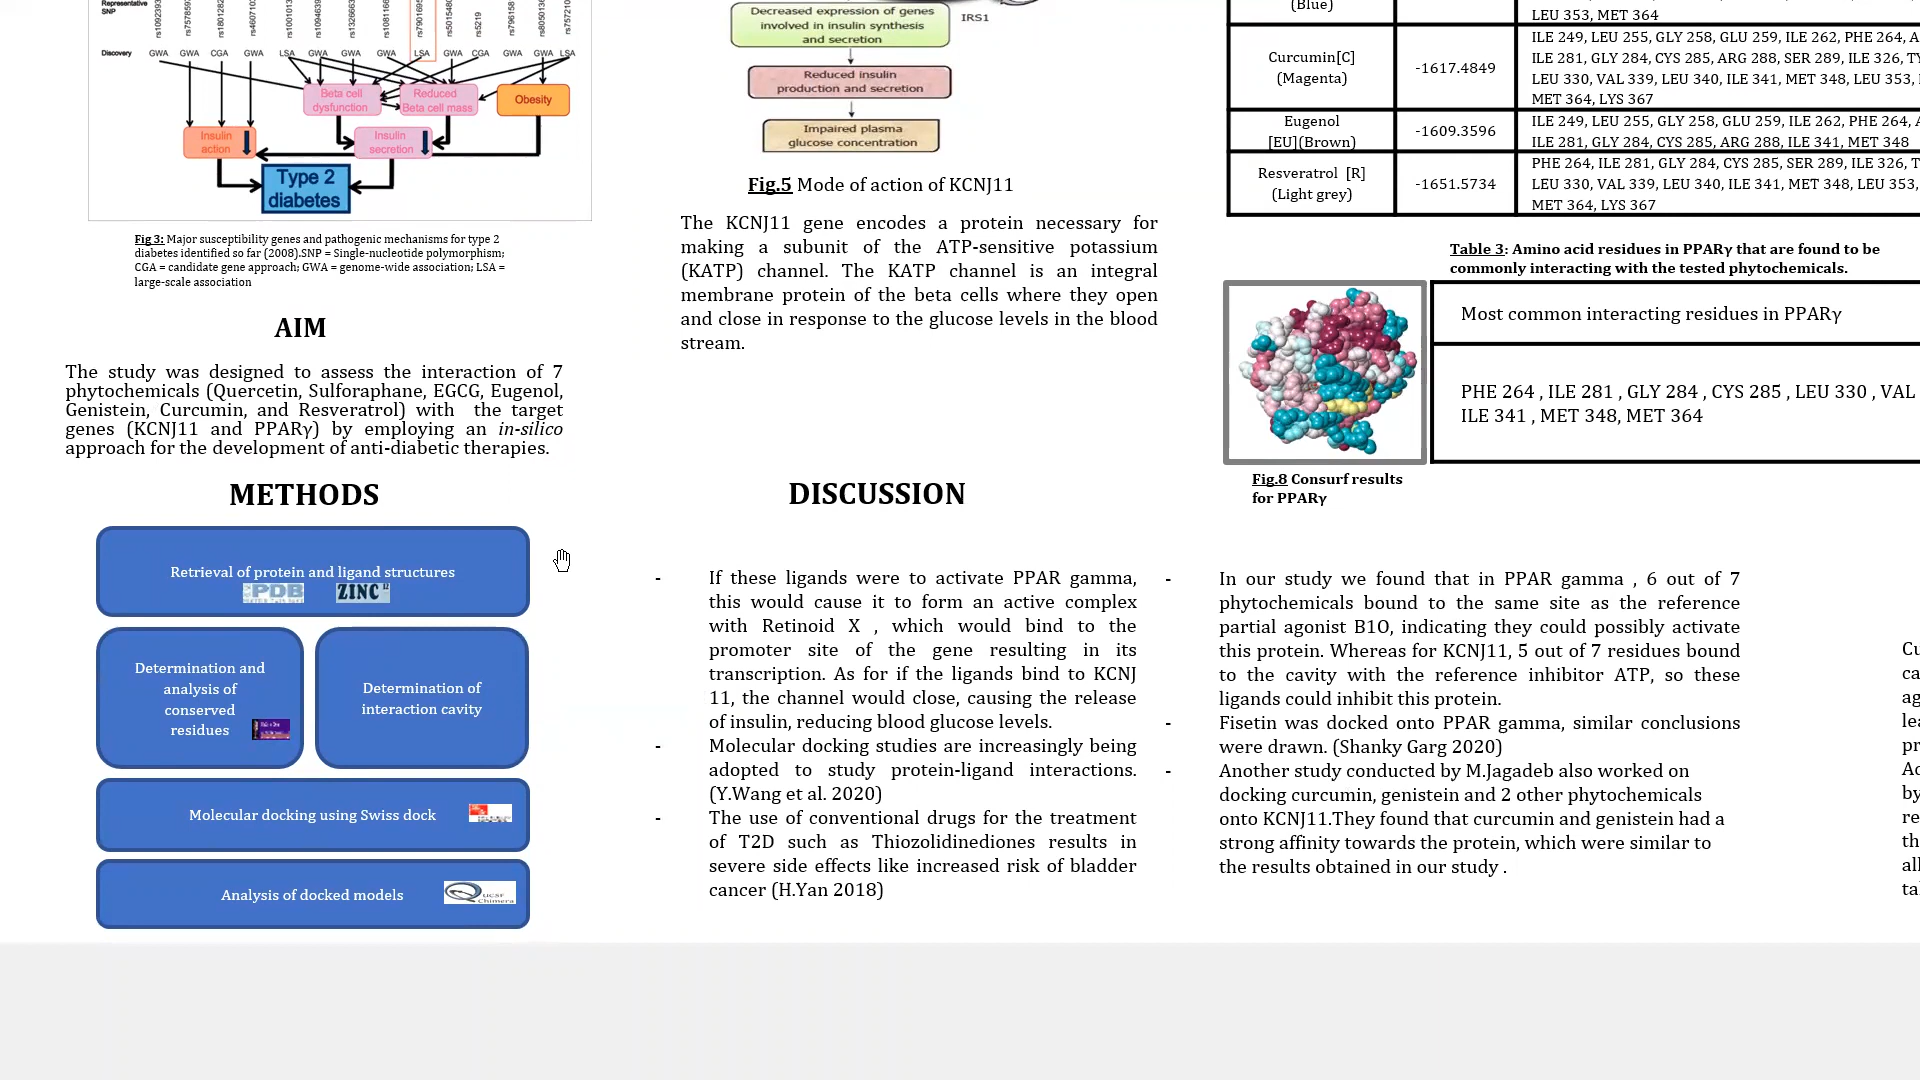 Representative
SNP
rs1801282
rs5219
Discovery GWA GWA CGA GWA LSA GWA GWA GWA LSA GWA CGA GWA GWA LSA
Beta cell
dysfunction
Reduced
Beta cell mass
Obesity
Insulin
action
Insulin
secretion
Type 2
diabetes
Fig 3: Major susceptibility genes and pathogenic mechanisms for type 2
diabetes identified so far (2008).SNP = Single-nucleotide polymorphism;
CGA = candidate gene approach; GWA = genome-wide association; LSA =
large-scale association
AIM
The study was designed to assess the interaction of 7
phytochemicals (Quercetin, Sulforaphane, EGCG, Eugenol,
Genistein, Curcumin, and Resveratrol) with the target
genes (KCNJ11 and PPARγ) by employing an in-silico
approach for the development of anti-diabetic therapies.
METHODS
Retrieval of protein and ligand structures
PDB ZINC
Determination and
analysis of
conserved
residues
Determination of
interaction cavity
Molecular docking using Swiss dock
Analysis of docked models
UCSF
Chimera
Decreased expression of genes
involved in insulin synthesis
and secretion
IRS1
Reduced insulin
production and secretion
Impaired plasma
glucose concentration
Fig.5 Mode of action of KCNJ11
The KCNJ11 gene encodes a protein necessary for
making a subunit of the ATP-sensitive potassium
(KATP) channel. The KATP channel is an integral
membrane protein of the beta cells where they open
and close in response to the glucose levels in the blood
stream.
DISCUSSION
- If these ligands were to activate PPAR gamma,
this would cause it to form an active complex
with Retinoid X , which would bind to the
promoter site of the gene resulting in its
transcription. As for if the ligands bind to KCNJ
11, the channel would close, causing the release
of insulin, reducing blood glucose levels.
- Molecular docking studies are increasingly being
adopted to study protein-ligand interactions.
(Y.Wang et al. 2020)
- The use of conventional drugs for the treatment
of T2D such as Thiozolidinediones results in
severe side effects like increased risk of bladder
cancer (H.Yan 2018)
(Blue)
LEU 353, MET 364
Curcumin[C]
(Magenta)
-1617.4849
ILE 249, LEU 255, GLY 258, GLU 259, ILE 262, PHE 264, A
ILE 281, GLY 284, CYS 285, ARG 288, SER 289, ILE 326, TY
LEU 330, VAL 339, LEU 340, ILE 341, MET 348, LEU 353,
MET 364, LYS 367
Eugenol
[EU](Brown)
-1609.3596
ILE 249, LEU 255, GLY 258, GLU 259, ILE 262, PHE 264, A
ILE 281, GLY 284, CYS 285, ARG 288, ILE 341, MET 348
Resveratrol [R]
(Light grey)
-1651.5734
PHE 264, ILE 281, GLY 284, CYS 285, SER 289, ILE 326, T
LEU 330, VAL 339, LEU 340, ILE 341, MET 348, LEU 353,
MET 364, LYS 367
Table 3: Amino acid residues in PPARγ that are found to be
commonly interacting with the tested phytochemicals.
Most common interacting residues in PPARγ
PHE 264 , ILE 281 , GLY 284 , CYS 285 , LEU 330 , VAL
ILE 341 , MET 348, MET 364
Fig.8 Consurf results
for PPARγ
- In our study we found that in PPAR gamma , 6 out of 7
phytochemicals bound to the same site as the reference
partial agonist B1O, indicating they could possibly activate
this protein. Whereas for KCNJ11, 5 out of 7 residues bound
to the cavity with the reference inhibitor ATP, so these
ligands could inhibit this protein.
- Fisetin was docked onto PPAR gamma, similar conclusions
were drawn. (Shanky Garg 2020)
- Another study conducted by M.Jagadeb also worked on
docking curcumin, genistein and 2 other phytochemicals
onto KCNJ11.They found that curcumin and genistein had a
strong affinity towards the protein, which were similar to
the results obtained in our study .
Cu
ca
ag
lea
pr
Ac
by
re
th
all
ta